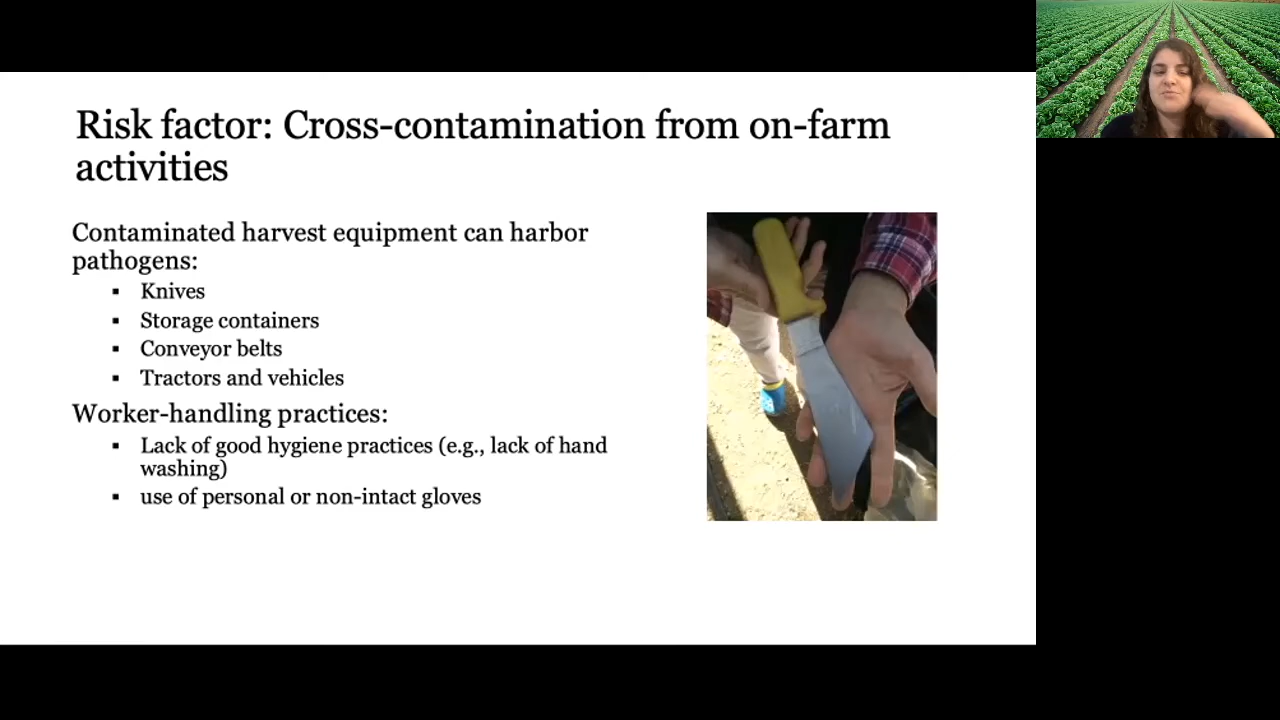 Risk factor: Cross-contamination from on-farm
activities
Contaminated harvest equipment can harbor
pathogens:
▪ Knives
▪ Storage containers
▪ Conveyor belts
▪ Tractors and vehicles
Worker-handling practices:
▪ Lack of good hygiene practices (e.g., lack of hand
washing)
▪ use of personal or non-intact gloves